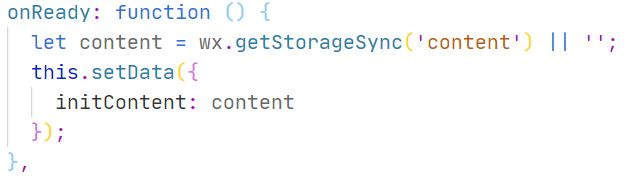 onReady: function () {
  let content = wx.getStorageSync('content') || '';
  this.setData({
    initContent: content
  });
},